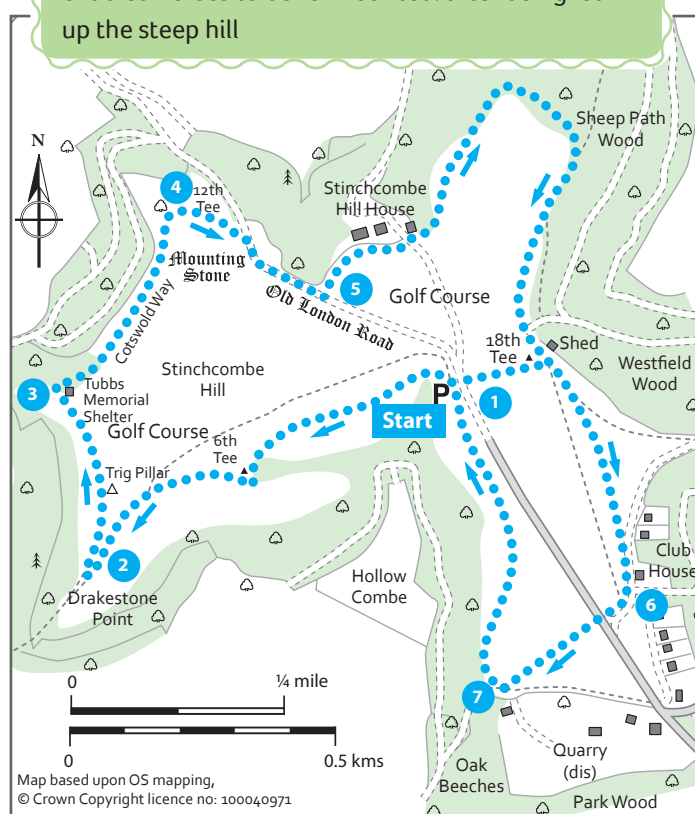 up the steep hill
N
Sheep Path
Wood
4
12th
Tee
Stinchcombe
Hill House
Mounting
Stone
5
Old London Road
Golf Course
Cotswold Way
18th
Tee
Shed
Stinchcombe
Hill
Westfield
Wood
3
Tubbs
Memorial
Shelter
P
1
Start
Golf Course
6th
Tee
Trig Pillar
2
Club
House
Hollow
Combe
6
Drakestone
Point
0
¼ mile
7
0
0.5 kms
Quarry
(dis)
Oak
Beeches
Park Wood
Map based upon OS mapping,
© Crown Copyright licence no: 100040971